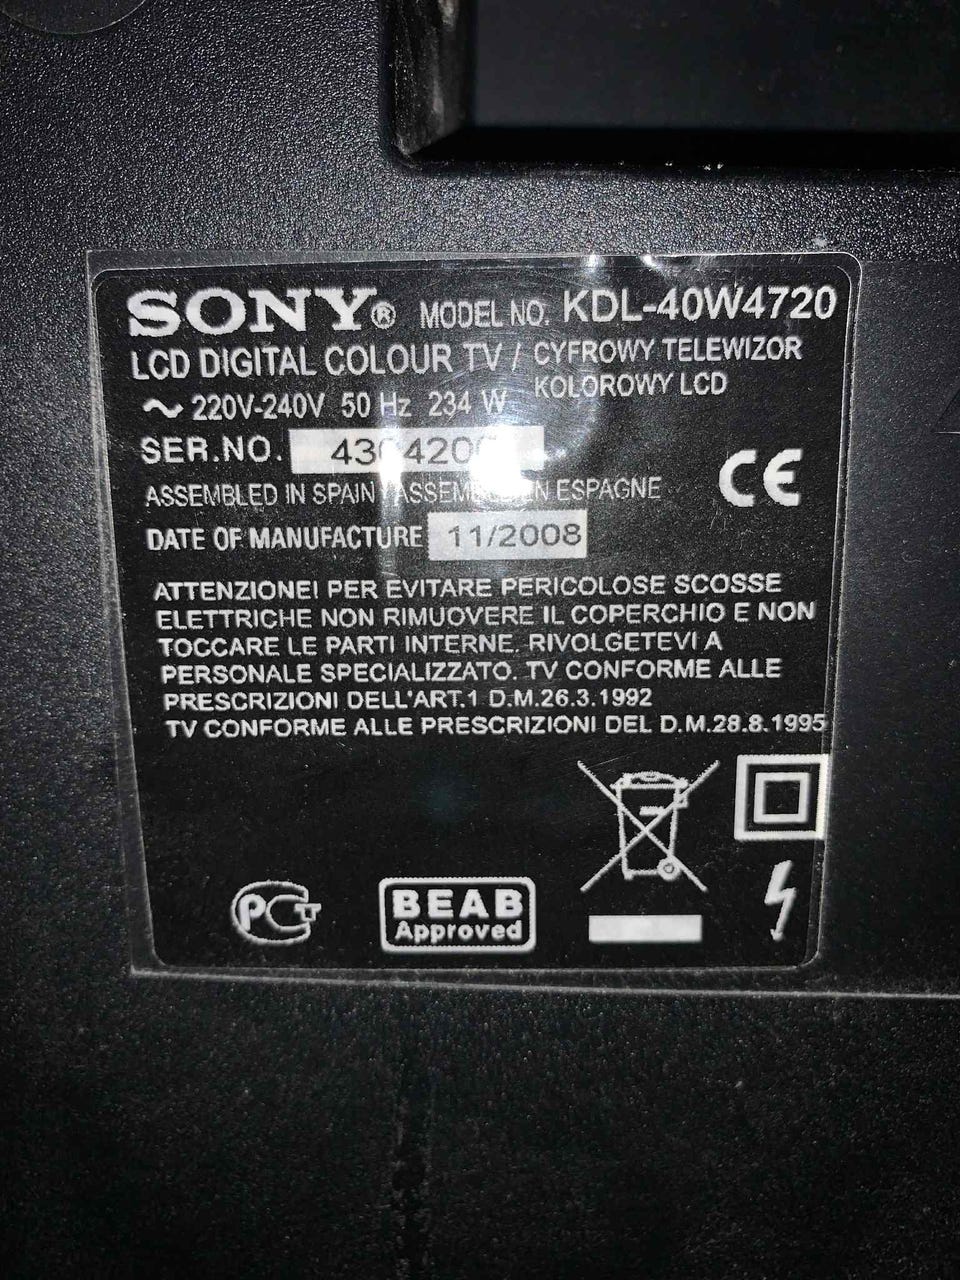 SONY® MODEL NO. KDL-40W4720
LCD DIGITAL COLOUR TV / CYFROWY TELEWIZOR
KOLOROWY LCD
~ 220V-240V 50 Hz 234 W
SER.NO.
ASSEMBLED IN SPAIN EN ESPAGNE
CE
DATE OF MANUFACTURE 11/2008
ATTENZIONEI PER EVITARE PERICOLOSE SCOSSE
ELETTRICHE NON RIMUOVERE IL COPERCHIO E NON
TOCCARE LE PARTI INTERNE. RIVOLGETEVI A
PERSONALE SPECIALIZZATO. TV CONFORME ALLE
PRESCRIZIONI DELL'ART.1 D.M.26.3.1992
TV CONFORME ALLE PRESCRIZIONI DEL D.M.28.8.1995
BEAB
Approved